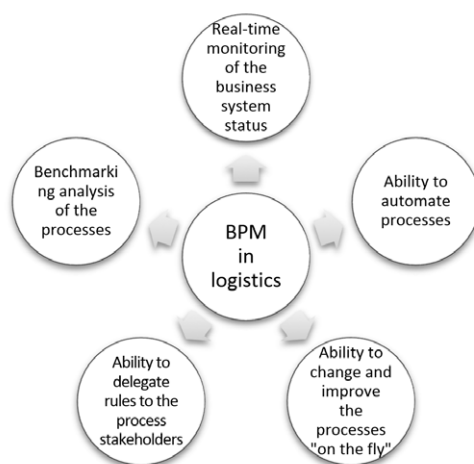 Real-time
monitoring
of the
business
system
status
Benchmarki
ng analysis
of the
processes
Ability to
automate
processes
BPM
in
logistics
Ability to
delegate
rules to the
process
stakeholders
Ability to
change and
improve
the
processes
"on the fly"